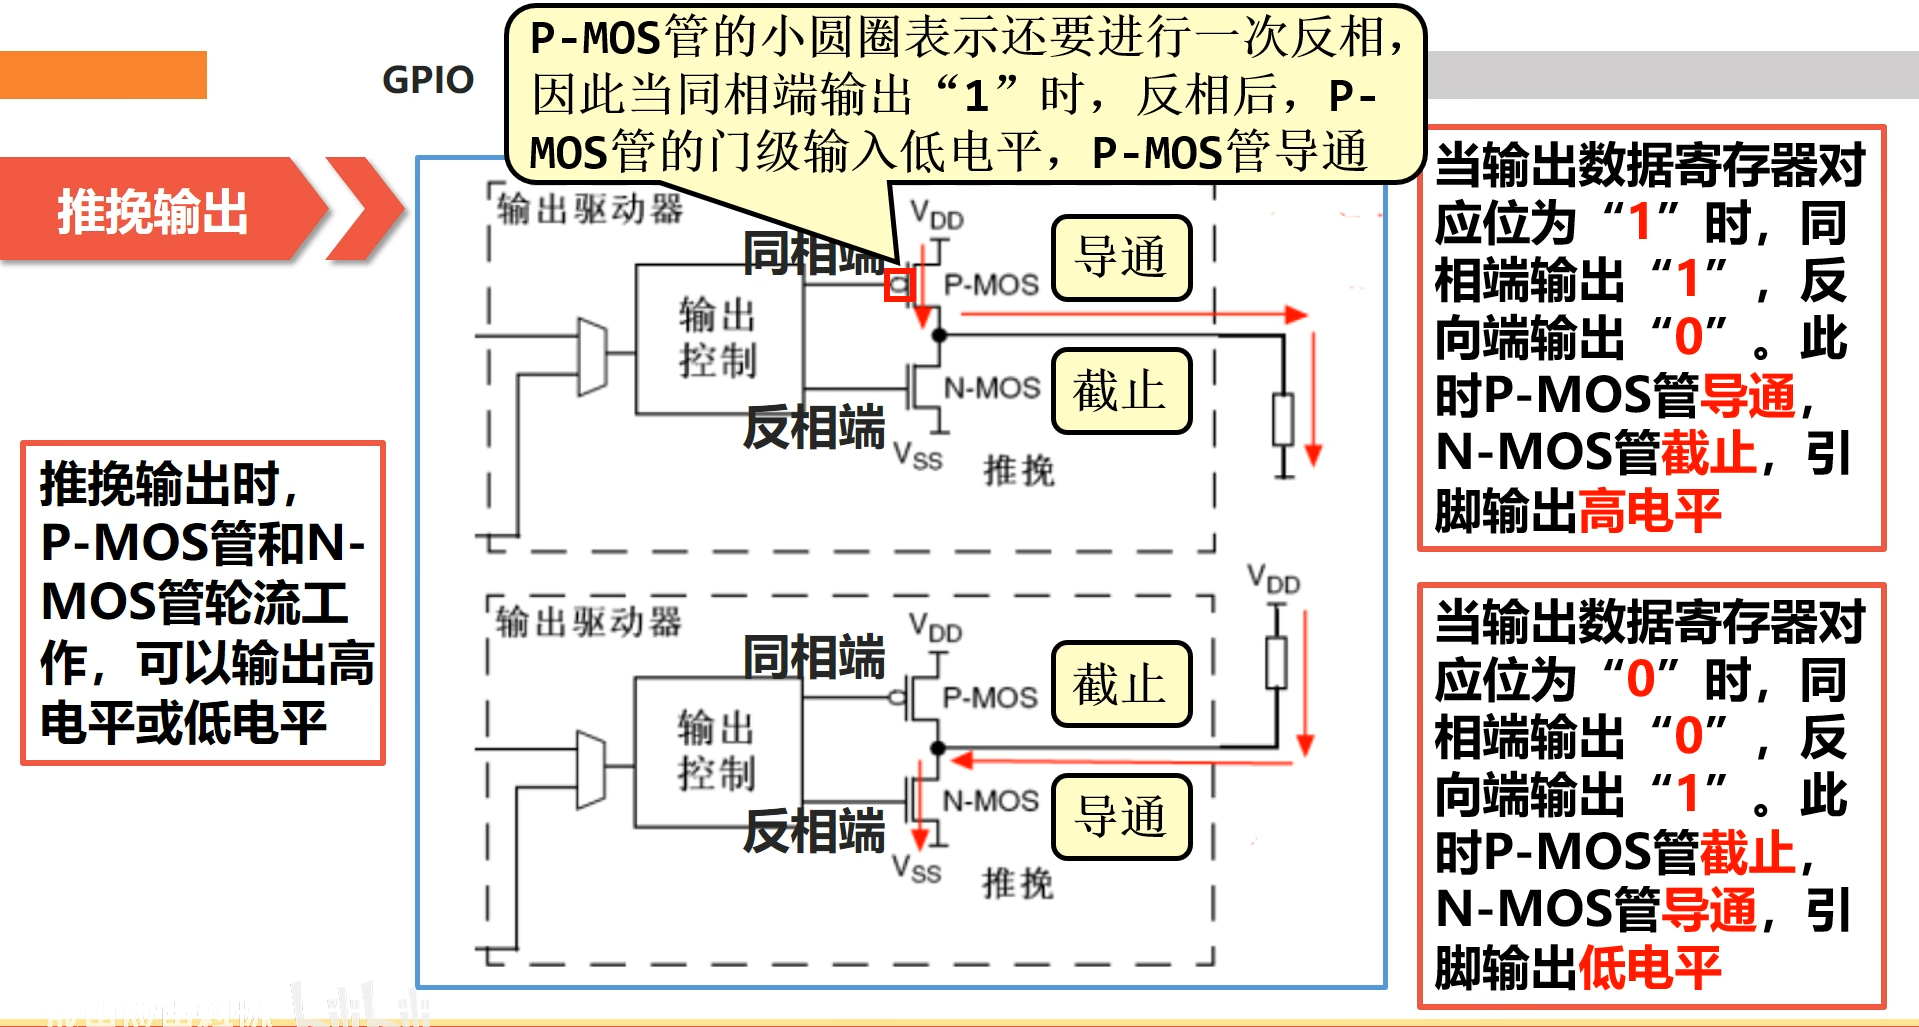 GPIO
P-MOS管的小圆圈表示还要进行一次反相，
因此当同相端输出“1”时，反相后，P-
MOS管的门级输入低电平，P-MOS管导通
推挽输出
推挽输出时，
P-MOS管和N-
MOS管轮流工
作，可以输出高
电平或低电平
输出驱动器
VDD
同相端
P-MOS
导通
输出
控制
N-MOS
截止
反相端
VSS
推挽
输出驱动器
VDD
VDD
同相端
P-MOS
截止
输出
控制
N-MOS
导通
反相端
VSS
推挽
当输出数据寄存器对
应位为“1”时，同
相端输出“1”，反
向端输出“0”。此
时P-MOS管导通，
N-MOS管截止，引
脚输出高电平
当输出数据寄存器对
应位为“0”时，同
相端输出“0”，反
向端输出“1”。此
时P-MOS管截止，
N-MOS管导通，引
脚输出低电平